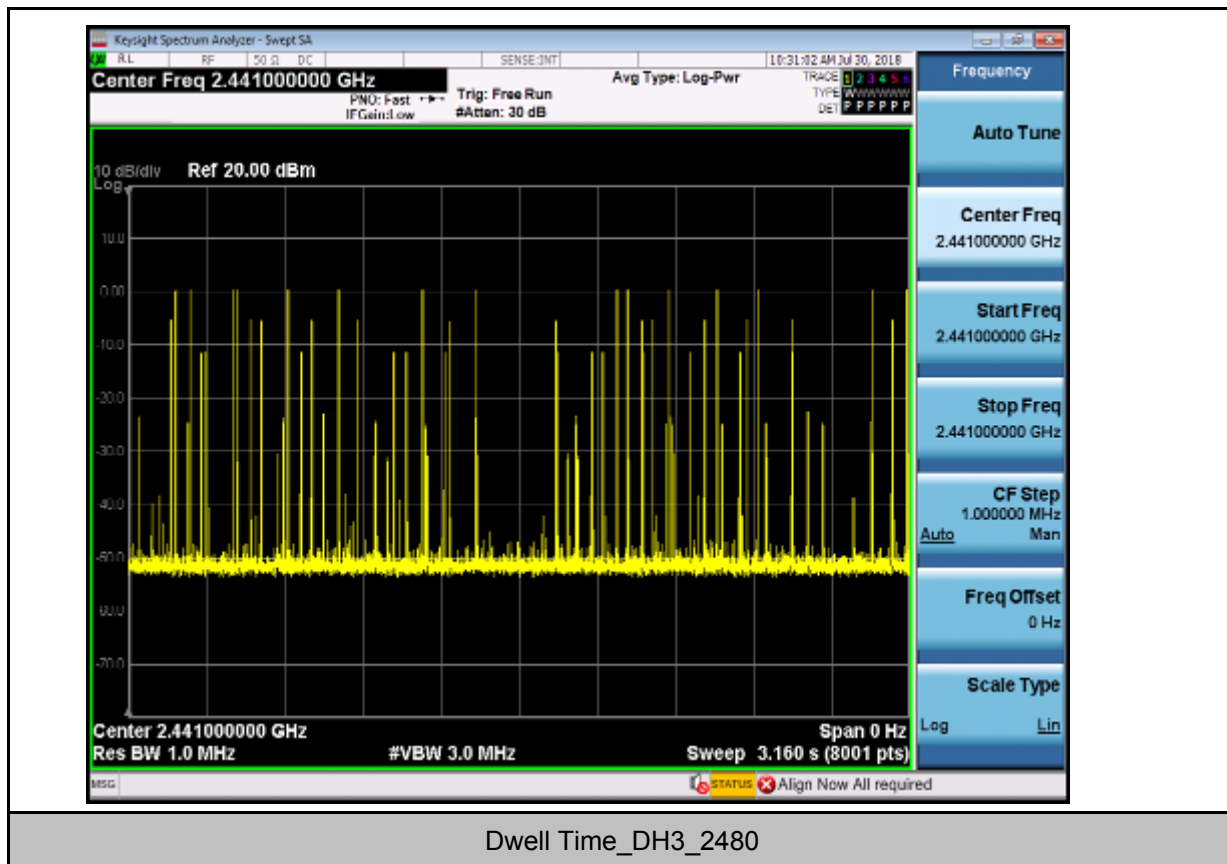 Keysight Spectrum Analyzer - Swept SA
RL RF 50 Ω DC SENSE:INT 10:31:02 AM Jul 30, 2018
Center Freq 2.441000000 GHz
Avg Type: Log-Pwr
TRACE 1 2 3 4 5 6
TYPE WWWWWW
DET P P P P P P
PNO: Fast
IFGain:Low
Trig: Free Run
#Atten: 30 dB
10 dB/div Ref 20.00 dBm
Log
10.0
0.00
-10.0
-20.0
-30.0
-40.0
-50.0
-60.0
-70.0
Center 2.441000000 GHz Span 0 Hz
Res BW 1.0 MHz #VBW 3.0 MHz Sweep 3.160 s (8001 pts)
MSG STATUS Align Now All required
Frequency
Auto Tune
Center Freq
2.441000000 GHz
Start Freq
2.441000000 GHz
Stop Freq
2.441000000 GHz
CF Step
1.000000 MHz
Auto Man
Freq Offset
0 Hz
Scale Type
Log Lin
Dwell Time_DH3_2480